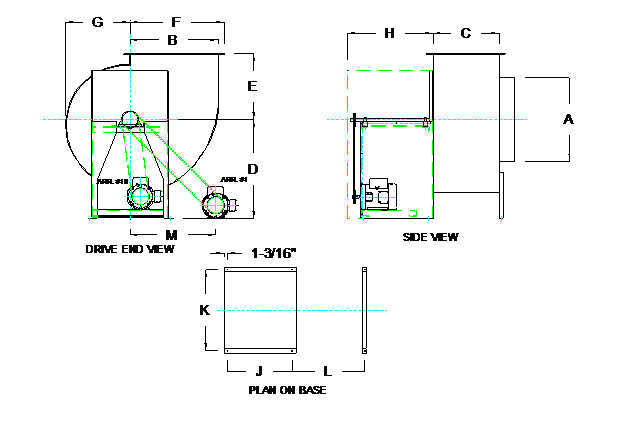 G F H C
B
E
A
D
ARR. #10 ARR. #1
M
DRIVE END VIEW SIDE VIEW
1-3/16"
K
J L
PLAN ON BASE